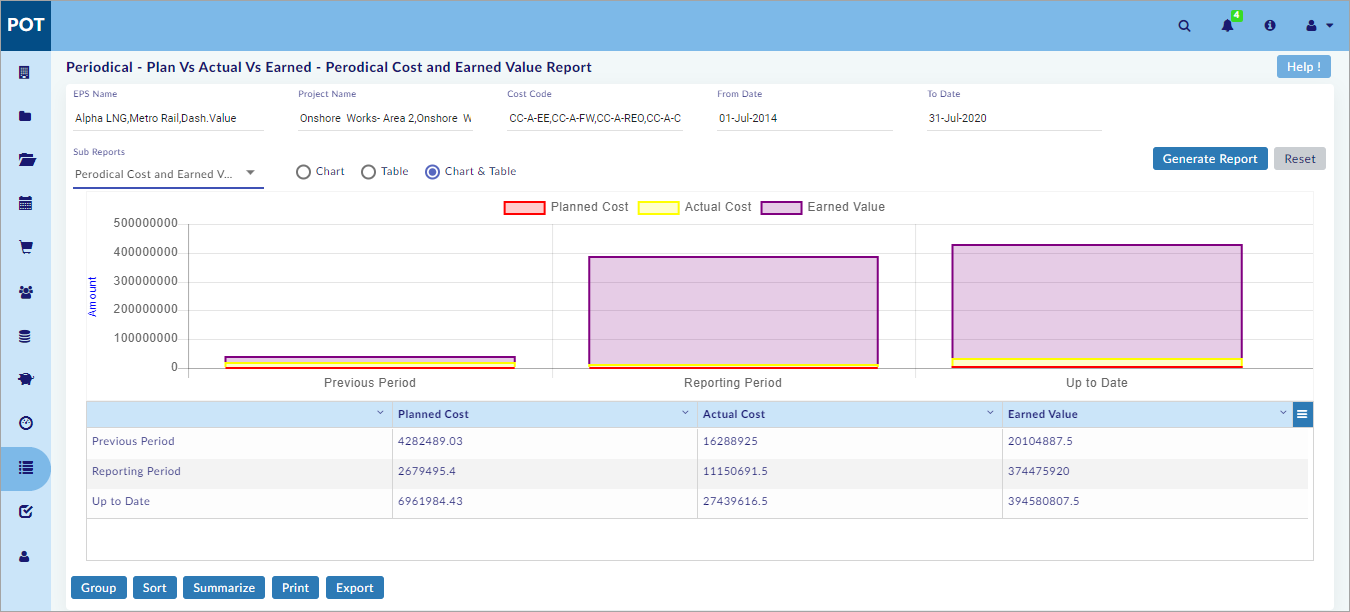 POT
4
Periodical - Plan Vs Actual Vs Earned - Perodical Cost and Earned Value Report
Help !
EPS Name
Project Name
Cost Code
From Date
To Date
Alpha LNG,Metro Rail,Dash.Value
Onshore Works- Area 2,Onshore W
CC-A-EE,CC-A-FW,CC-A-REO,CC-A-C
01-Jul-2014
31-Jul-2020
Sub Reports
Perodical Cost and Earned V...
Chart
Table
Chart & Table
Generate Report
Reset
Planned Cost
Actual Cost
Earned Value
Amount
500000000
400000000
300000000
200000000
100000000
0
Previous Period
Reporting Period
Up to Date
Planned Cost
Actual Cost
Earned Value
Previous Period
4282489.03
16288925
20104887.5
Reporting Period
2679495.4
11150691.5
374475920
Up to Date
6961984.43
27439616.5
394580807.5
Group
Sort
Summarize
Print
Export